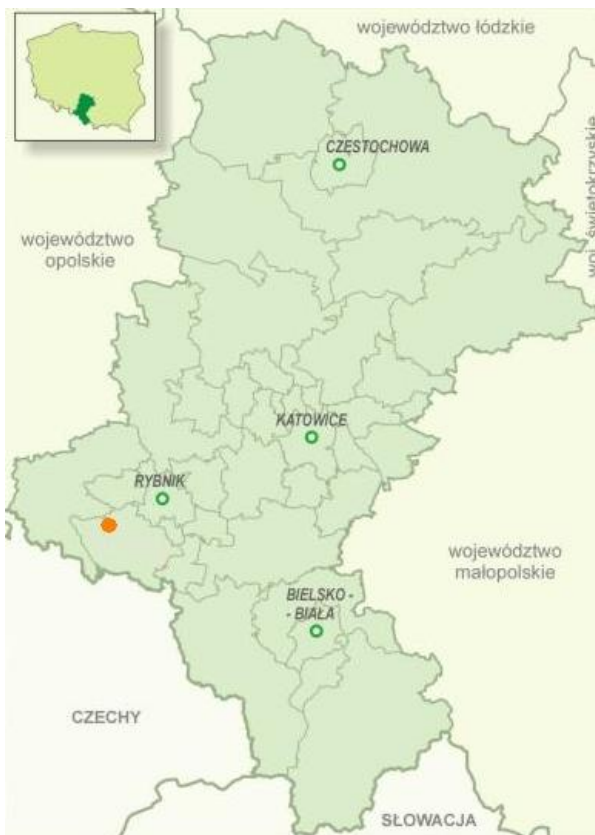 województwo łódzkie
CZĘSTOCHOWA
woj. świętokrzyskie
województwo
opolskie
KATOWICE
RYBNIK
województwo
małopolskie
BIELSKO -
- BIAŁA
CZECHY
SŁOWACJA